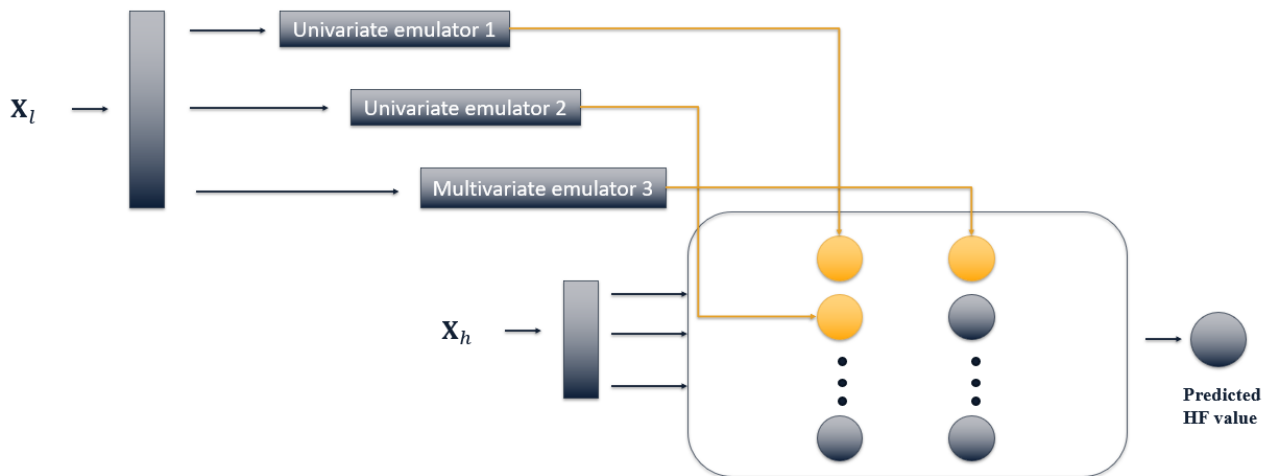 Univariate emulator 1
X_l
Univariate emulator 2
Multivariate emulator 3
X_h
Predicted
HF value